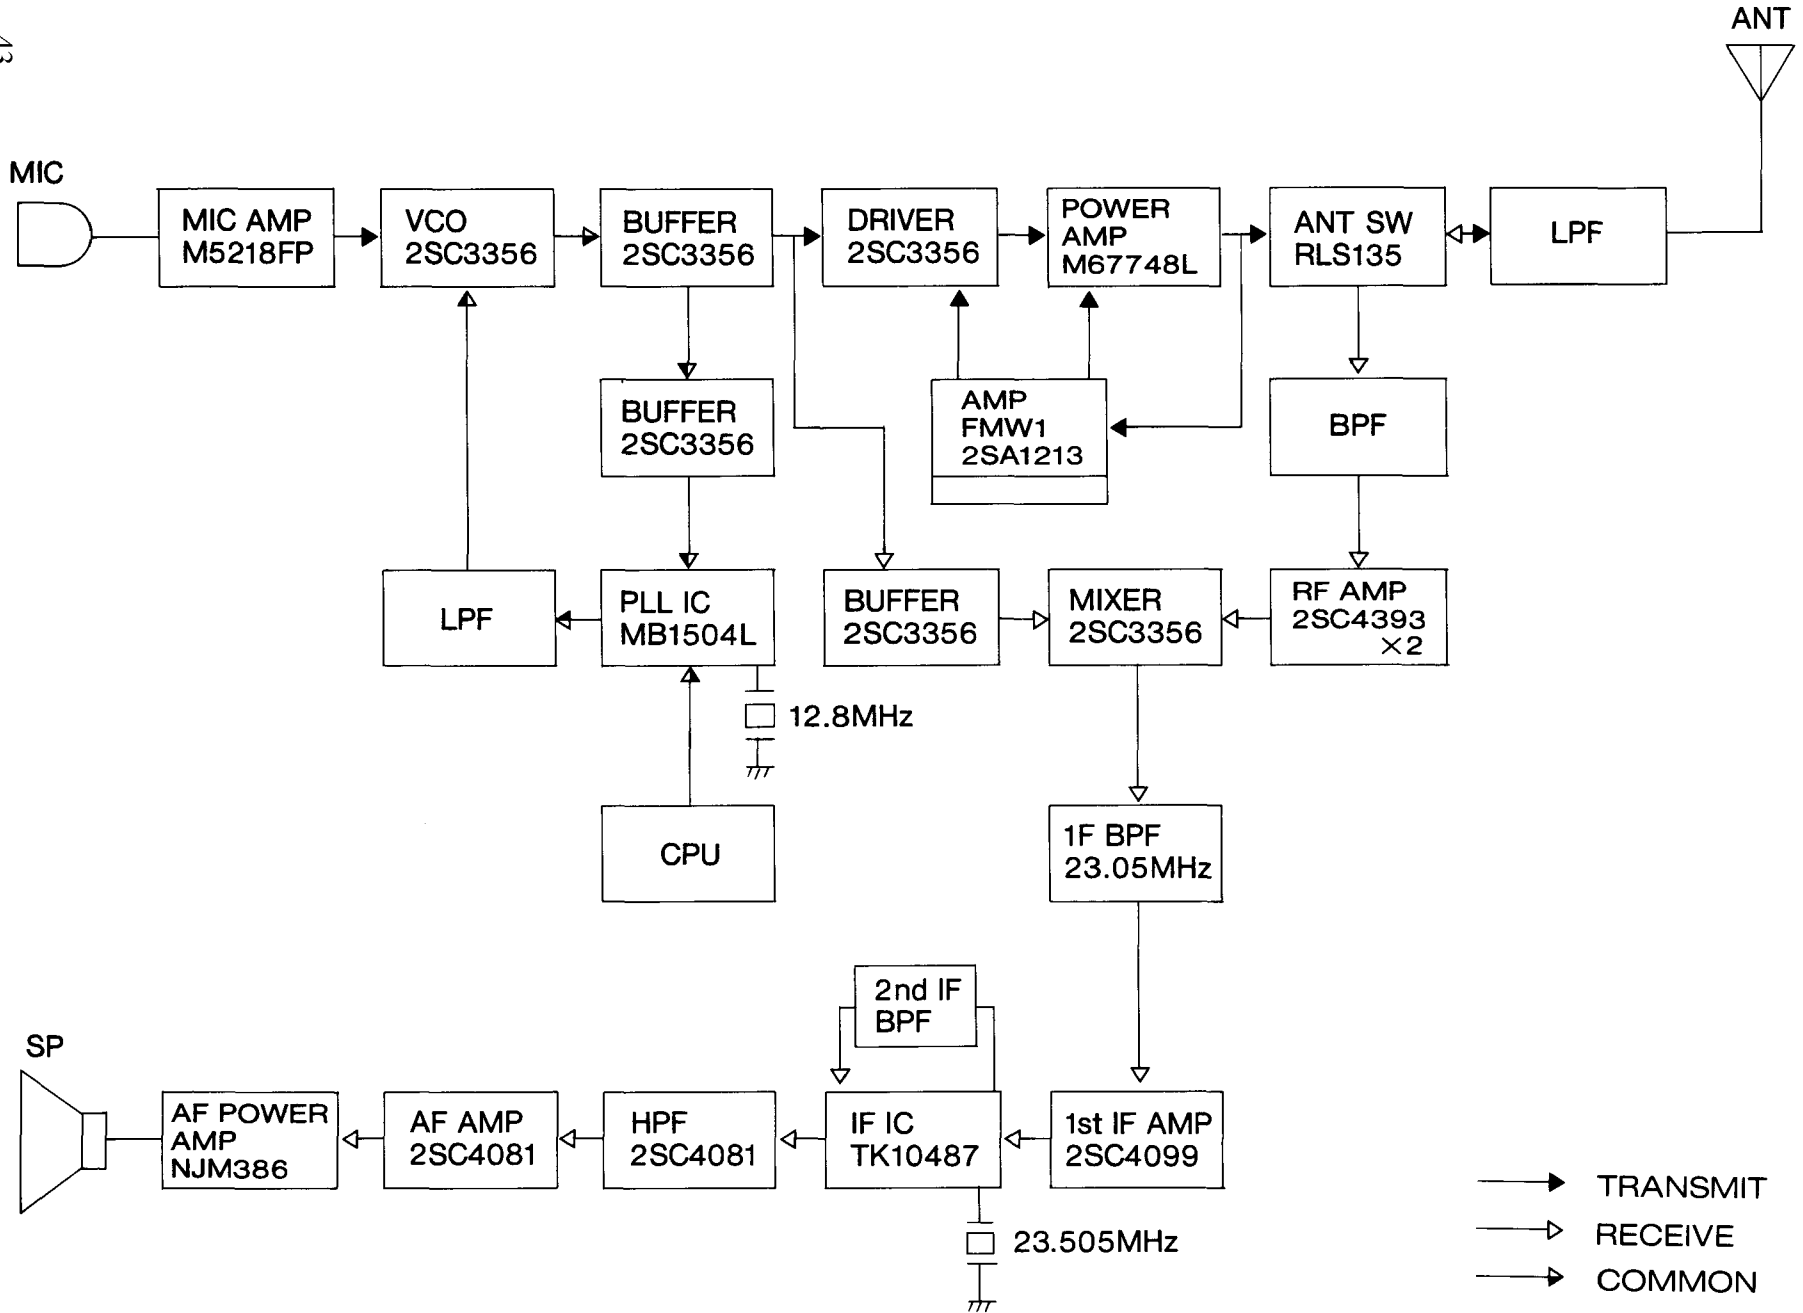 43
ANT
MIC
MIC AMP
M5218FP
VCO
2SC3356
BUFFER
2SC3356
DRIVER
2SC3356
POWER
AMP
M67748L
ANT SW
RLS135
LPF
BUFFER
2SC3356
AMP
FMW1
2SA1213
BPF
LPF
PLL IC
MB1504L
BUFFER
2SC3356
MIXER
2SC3356
RF AMP
2SC4393
×2
12.8MHz
CPU
1F BPF
23.05MHz
2nd IF
BPF
SP
AF POWER
AMP
NJM386
AF AMP
2SC4081
HPF
2SC4081
IF IC
TK10487
1st IF AMP
2SC4099
23.505MHz
TRANSMIT
RECEIVE
COMMON